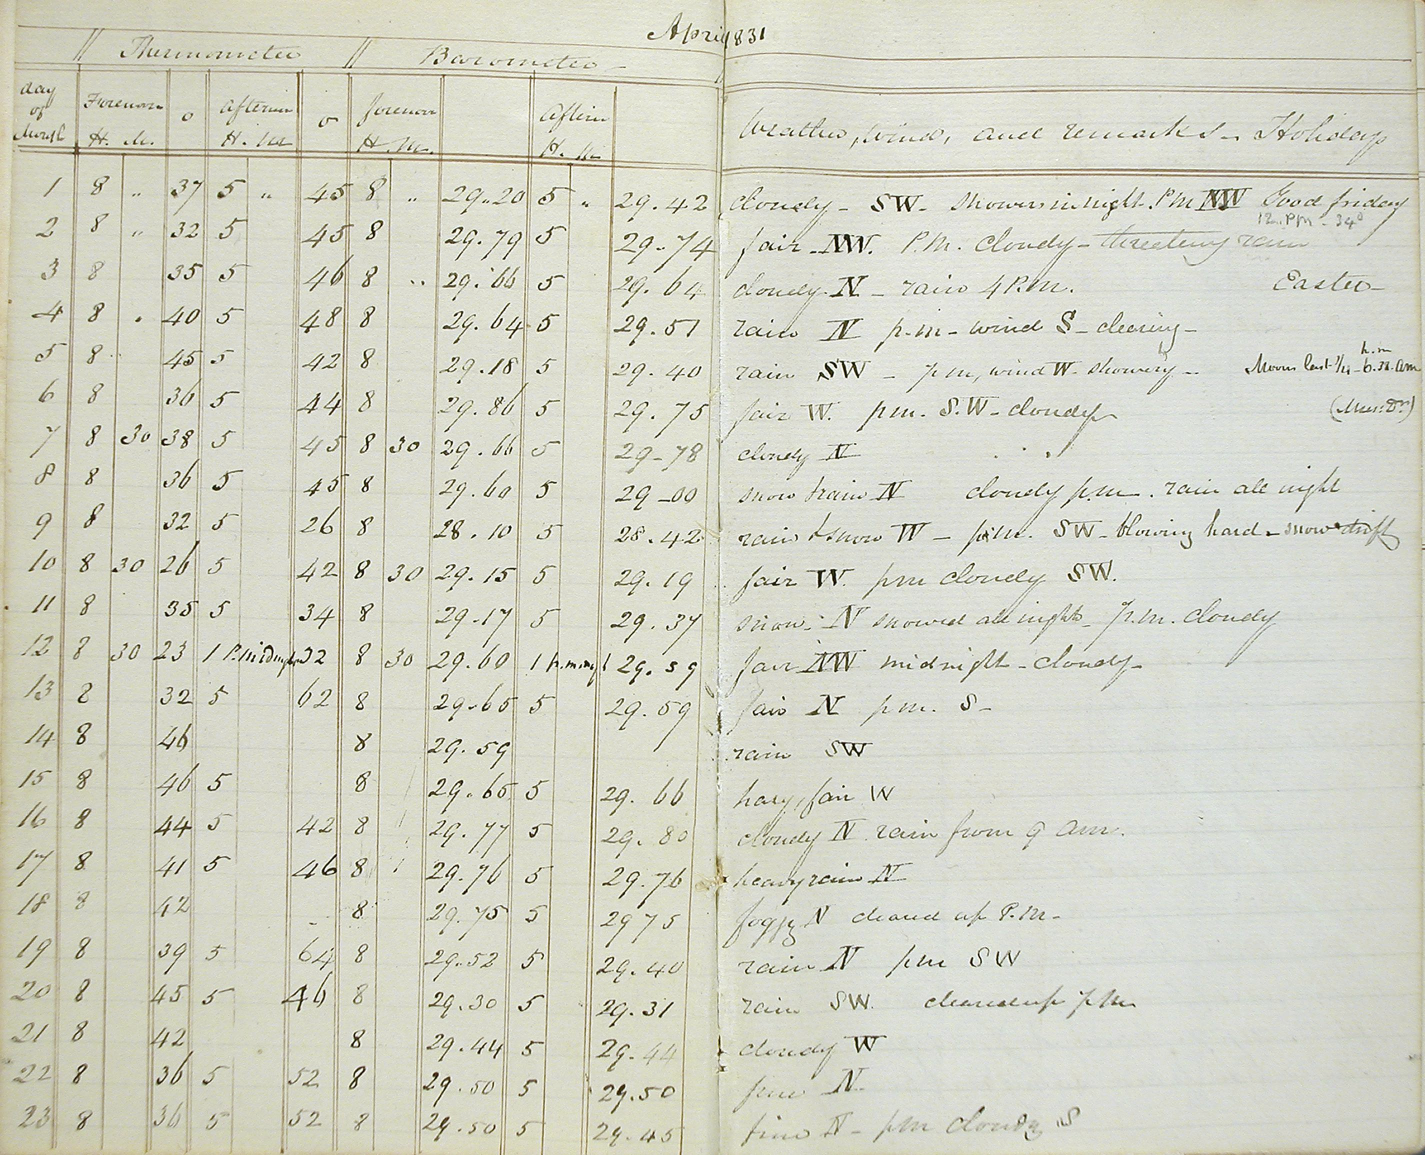 April 1831
Thermometer Barometer
day of Month Forenoon H. M. o Aftern H. M o forenoon H. M. Aftern H. M Weather, Wind, and remarks - Holidays
1 8 „ 37 5 „ 45 8 „ 29.20 5 „ 29.42 cloudy - SW - showers in night. P.m NW Good friday
12. P.M - 34°
2 8 „ 32 5 45 8 29.79 5 29.74 fair - NW. P.M. cloudy - rain
3 8 35 5 46 8 „ 29.66 5 29.64 cloudy N - rain 4 P.m. Easter -
4 8 „ 40 5 48 8 29.64 5 29.51 rain N p.m - wind S - clearing -
h. m
5 8 „ 45 5 42 8 29.18 5 29.40 rain SW - p m, wind W - showery - Moons last 1/4 - 6. am
6 8 36 5 44 8 29.86 5 29.75 fair W. pm. S.W - cloudy
7 8 30 38 5 45 8 30 29.66 5 29-78 cloudy N
8 8 36 5 45 8 29.60 5 29-00 snow & rain N cloudy p.m. rain all night
9 8 32 5 26 8 28.10 5 28.42 rain & snow W - p.m. SW - blowing hard - snow drift
10 8 30 26 5 42 8 30 29.15 5 29.19 fair W. pm cloudy SW.
11 8 35 5 34 8 29.17 5 29.37 snow - N snowed all night - p.m. cloudy
12 8 30 23 1 32 8 30 29.60 1 29.59 fair NW midnight - cloudy -
13 8 32 5 62 8 29.65 5 29.59 fair N pm. S -
14 8 46 8 29.59 rain SW
15 8 46 5 8 29.65 5 29.66 hazy, fair W
16 8 44 5 42 8 29.77 5 29.80 cloudy N rain from 9 am.
17 8 41 5 46 8 29.76 5 29.76 heavy rain N
18 8 42 8 29.75 5 29 75 foggy N cleared up P.m -
19 8 39 5 64 8 29.52 5 29.40 rain N pm SW
20 8 45 5 46 8 29.30 5 29.31 rain SW. cleared up pm
21 8 42 8 29.44 5 29.44 cloudy W
22 8 36 5 52 8 29.50 5 29.50 fine N
23 8 36 5 52 8 29.50 5 29.45 fine N - pm cloudy S